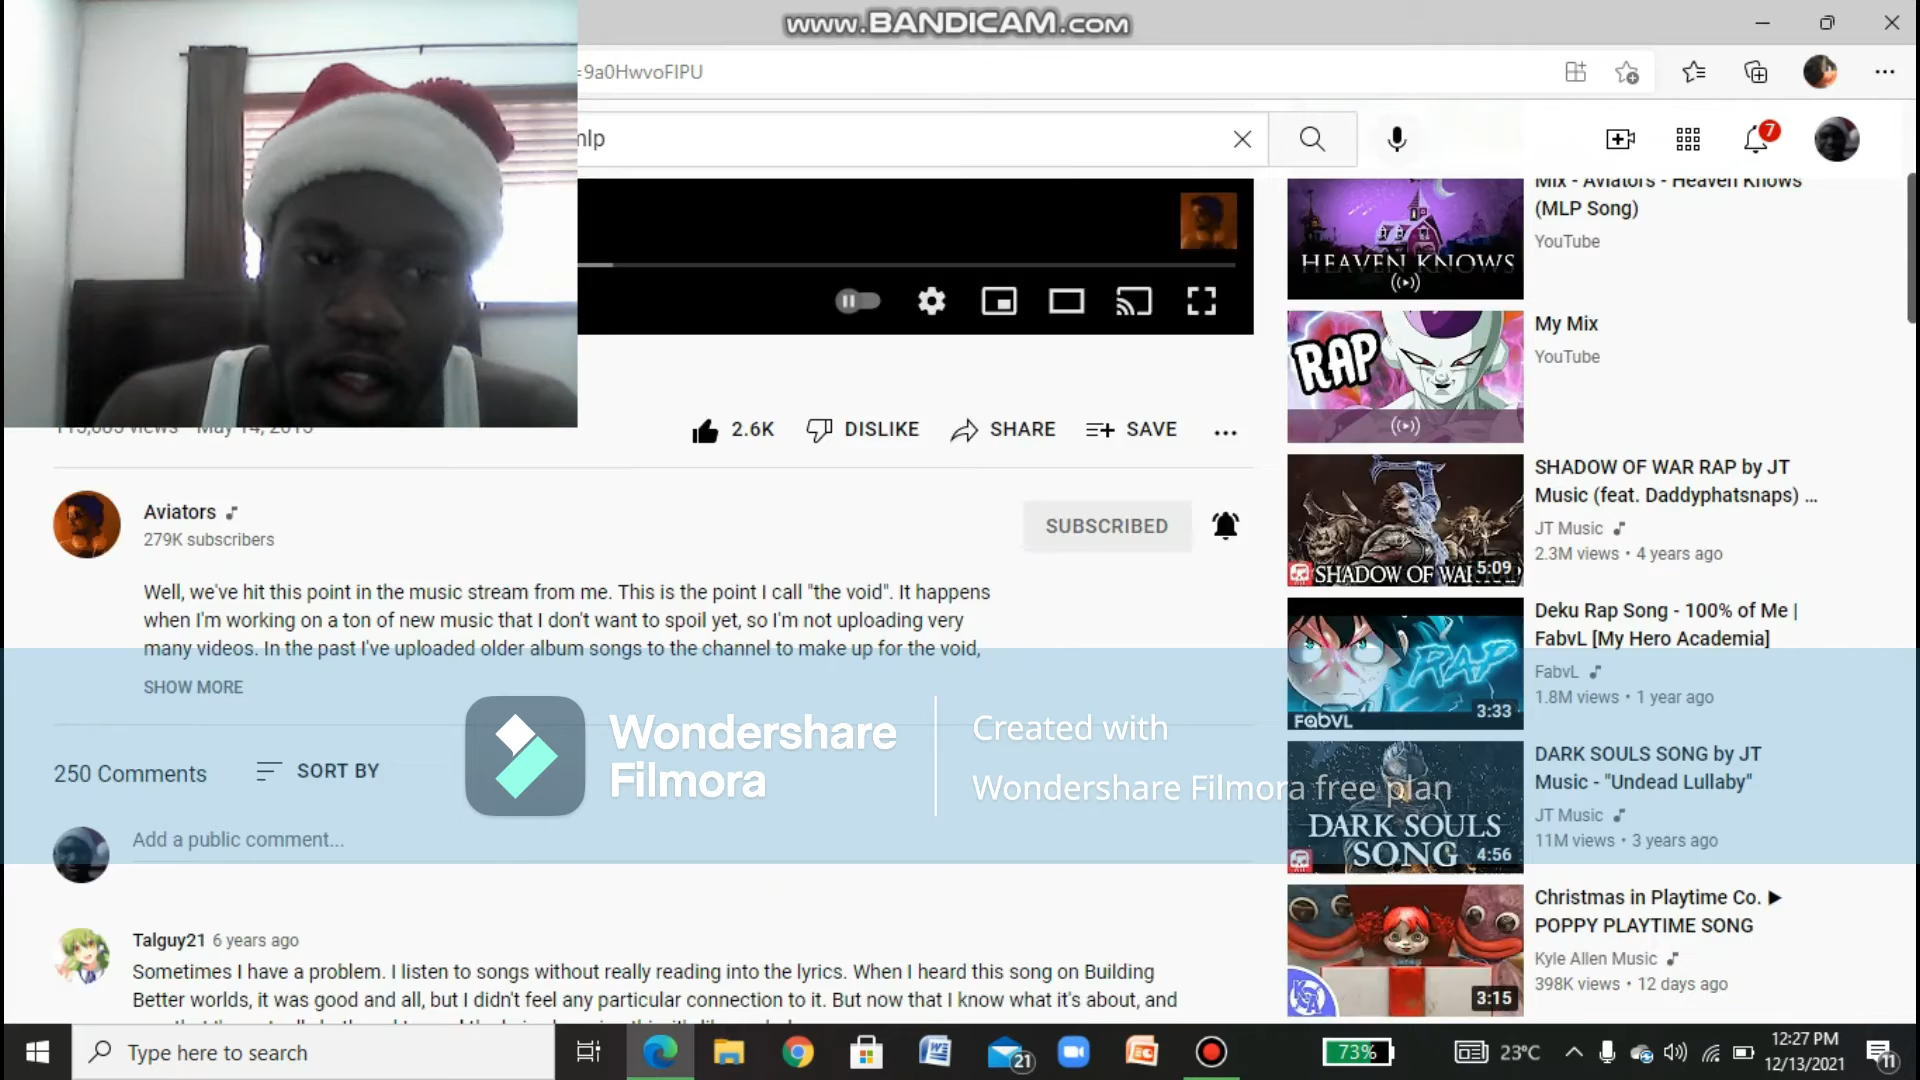 www.BANDICAM.com
=9a0HwvoFIPU
mlp
7
Mix - Aviators - Heaven Knows
(MLP Song)
YouTube
HEAVEN KNOWS
My Mix
YouTube
RAP
2.6K
DISLIKE
SHARE
SAVE
SHADOW OF WAR RAP by JT
Music (feat. Daddyphatsnaps) ...
JT Music
2.3M views • 4 years ago
SHADOW OF WAR
5:09
Aviators
279K subscribers
SUBSCRIBED
Well, we've hit this point in the music stream from me. This is the point I call "the void". It happens
when I'm working on a ton of new music that I don't want to spoil yet, so I'm not uploading very
many videos. In the past I've uploaded older album songs to the channel to make up for the void,
SHOW MORE
Deku Rap Song - 100% of Me |
FabvL [My Hero Academia]
FabvL
1.8M views • 1 year ago
RAP
FabvL
3:33
Wondershare
Filmora
Created with
Wondershare Filmora free plan
250 Comments
SORT BY
DARK SOULS SONG by JT
Music - "Undead Lullaby"
JT Music
11M views • 3 years ago
DARK SOULS
SONG
4:56
Add a public comment...
Talguy21 6 years ago
Sometimes I have a problem. I listen to songs without really reading into the lyrics. When I heard this song on Building
Better worlds, it was good and all, but I didn't feel any particular connection to it. But now that I know what it's about, and
Christmas in Playtime Co. ▶
POPPY PLAYTIME SONG
Kyle Allen Music
398K views • 12 days ago
3:15
Type here to search
21
73%
23°C
12:27 PM
12/13/2021
11